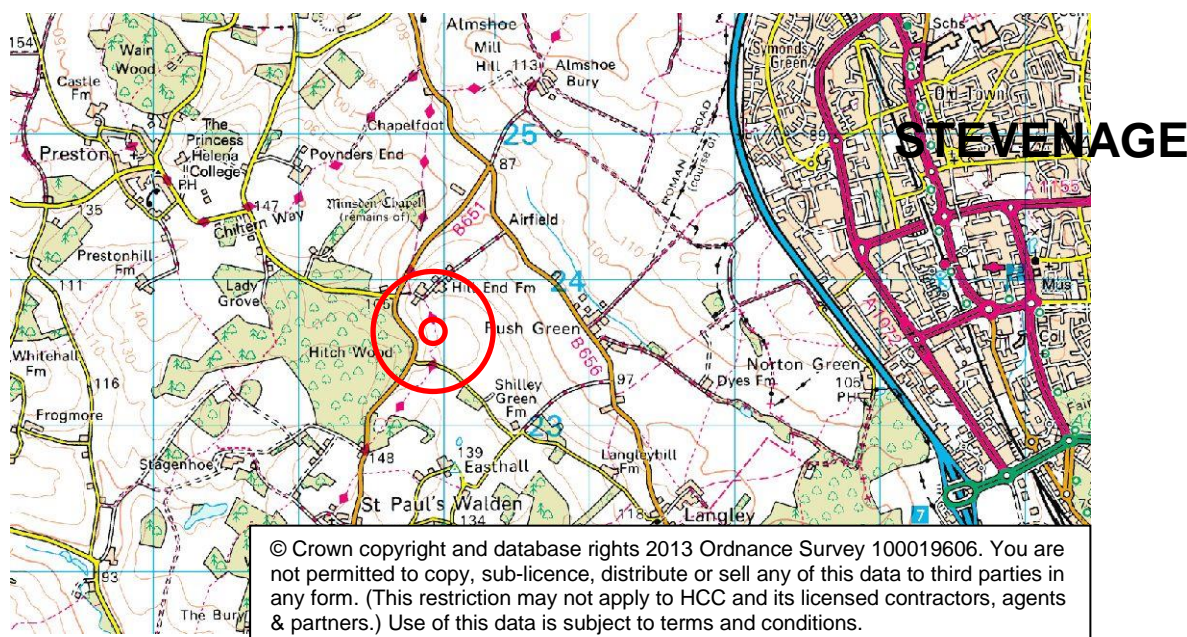 154
Wain
Wood
Castle
Fm
Preston
PH
The
Princess
Helena
College
147
135
Chiltern Way
Poynders End
Minsden Chapel
(remains of)
Chapelfoot
Almshoe
Mill
Hill
113
Almshoe
Bury
25
87
B651
Airfield
ROMAN ROAD
(course of)
Symonds
Green
Schs
Old Town
STEVENAGE
A 1155
A1072
Mus
Coll
Prestonhill
Fm
111
Lady
Grove
Hill End Fm
24
Rush Green
B656
Whitehall
Fm
116
Hitch Wood
Frogmore
Shilley
Green
Fm
97
Dyes Fm
Norton Green
105
PH
23
Stagenhoe
148
139
Easthall
Langleyhill
Fm
St Paul's Walden
134
118
Langley
7
93
The Bury
© Crown copyright and database rights 2013 Ordnance Survey 100019606. You are
not permitted to copy, sub-licence, distribute or sell any of this data to third parties in
any form. (This restriction may not apply to HCC and its licensed contractors, agents
& partners.) Use of this data is subject to terms and conditions.